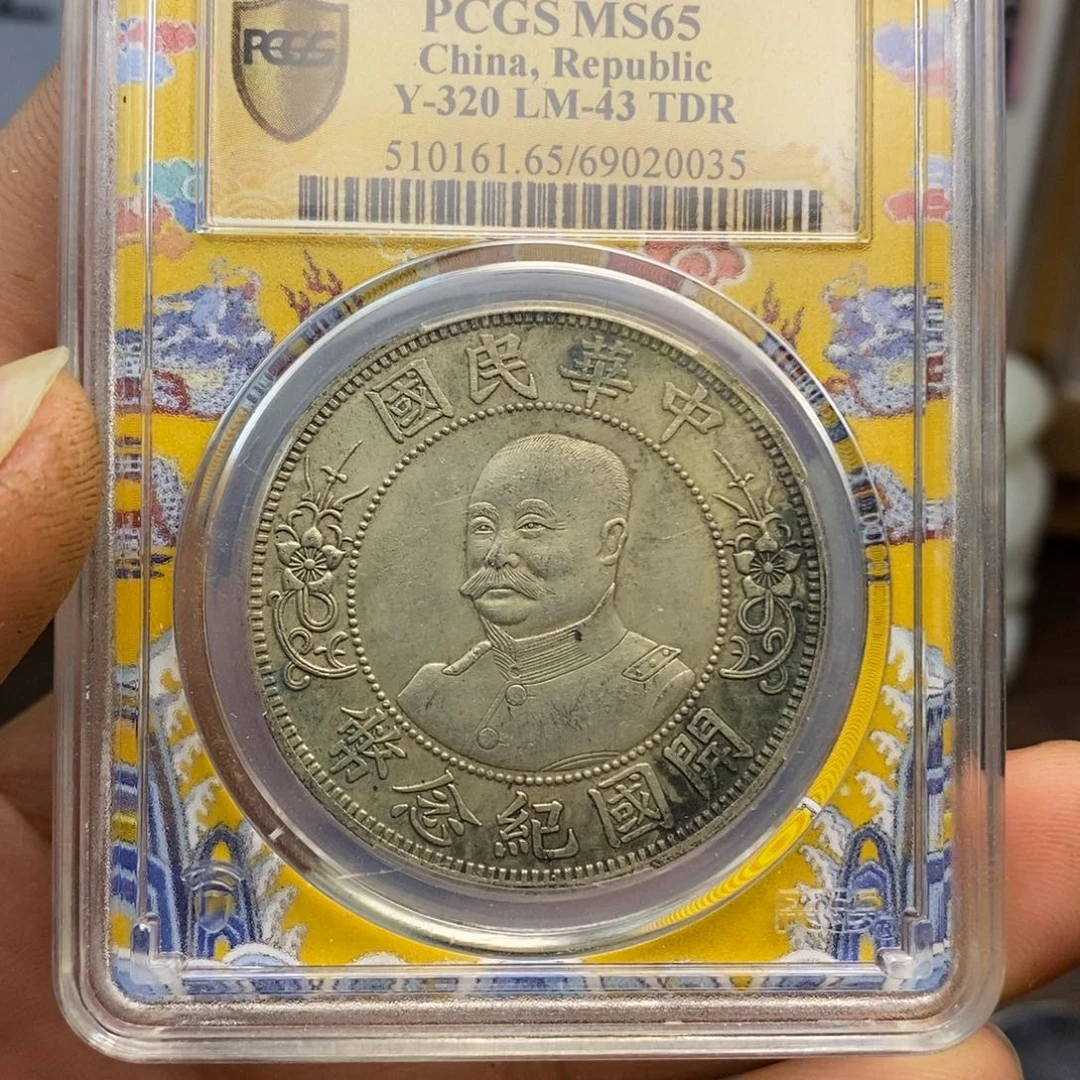 PCGS
PCGS MS65
China, Republic
Y-320 LM-43 TDR
510161.65/69020035
中華民國
開國紀念幣
PCGS